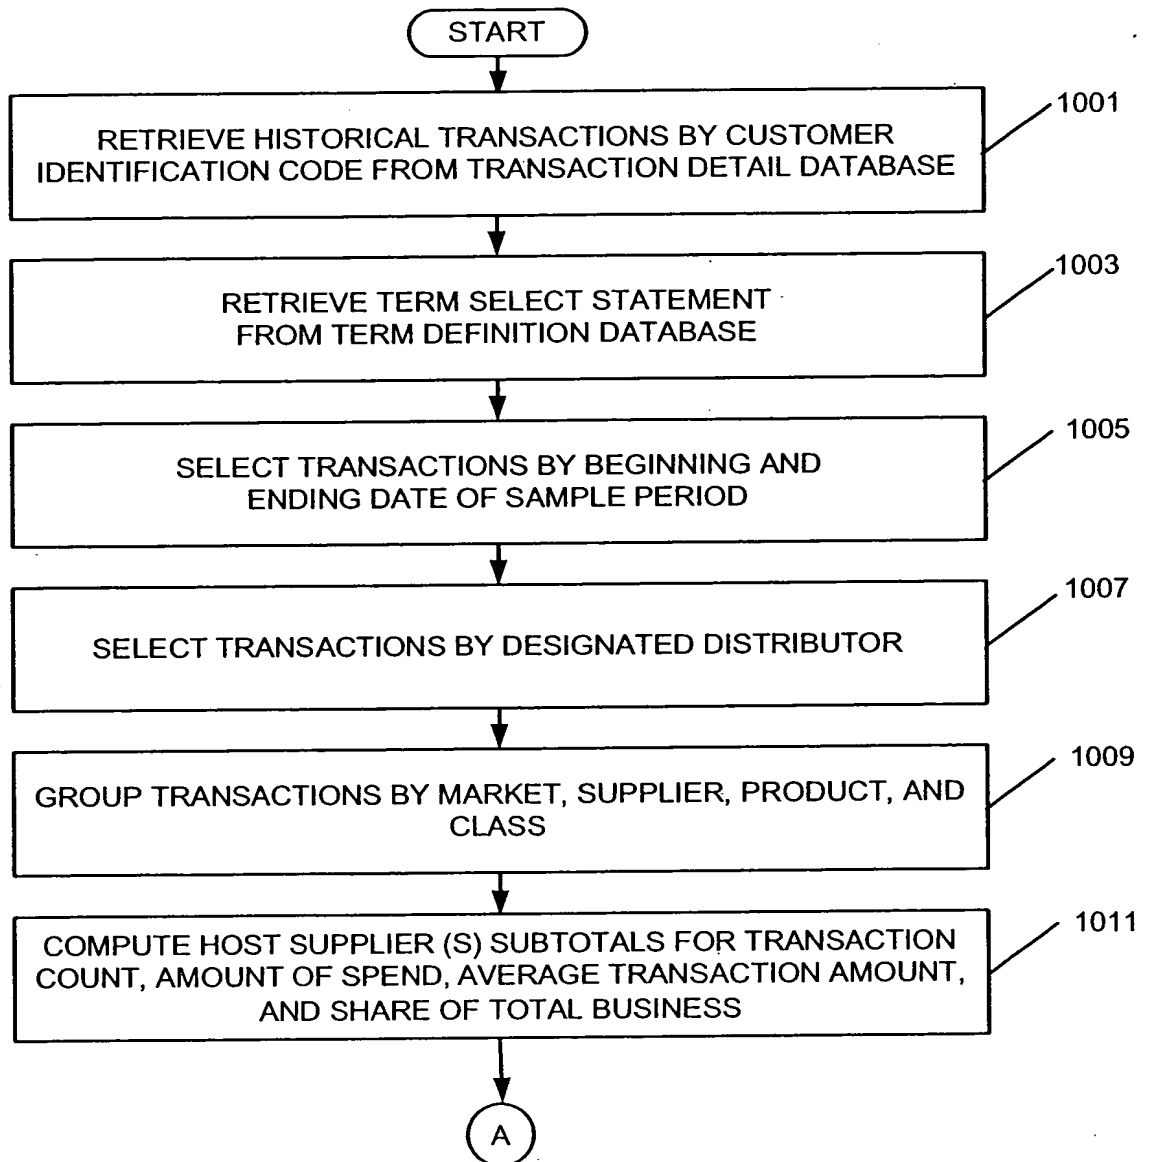 START
1001
RETRIEVE HISTORICAL TRANSACTIONS BY CUSTOMER
IDENTIFICATION CODE FROM TRANSACTION DETAIL DATABASE
1003
RETRIEVE TERM SELECT STATEMENT
FROM TERM DEFINITION DATABASE
1005
SELECT TRANSACTIONS BY BEGINNING AND
ENDING DATE OF SAMPLE PERIOD
1007
SELECT TRANSACTIONS BY DESIGNATED DISTRIBUTOR
1009
GROUP TRANSACTIONS BY MARKET, SUPPLIER, PRODUCT, AND
CLASS
1011
COMPUTE HOST SUPPLIER (S) SUBTOTALS FOR TRANSACTION
COUNT, AMOUNT OF SPEND, AVERAGE TRANSACTION AMOUNT,
AND SHARE OF TOTAL BUSINESS
A